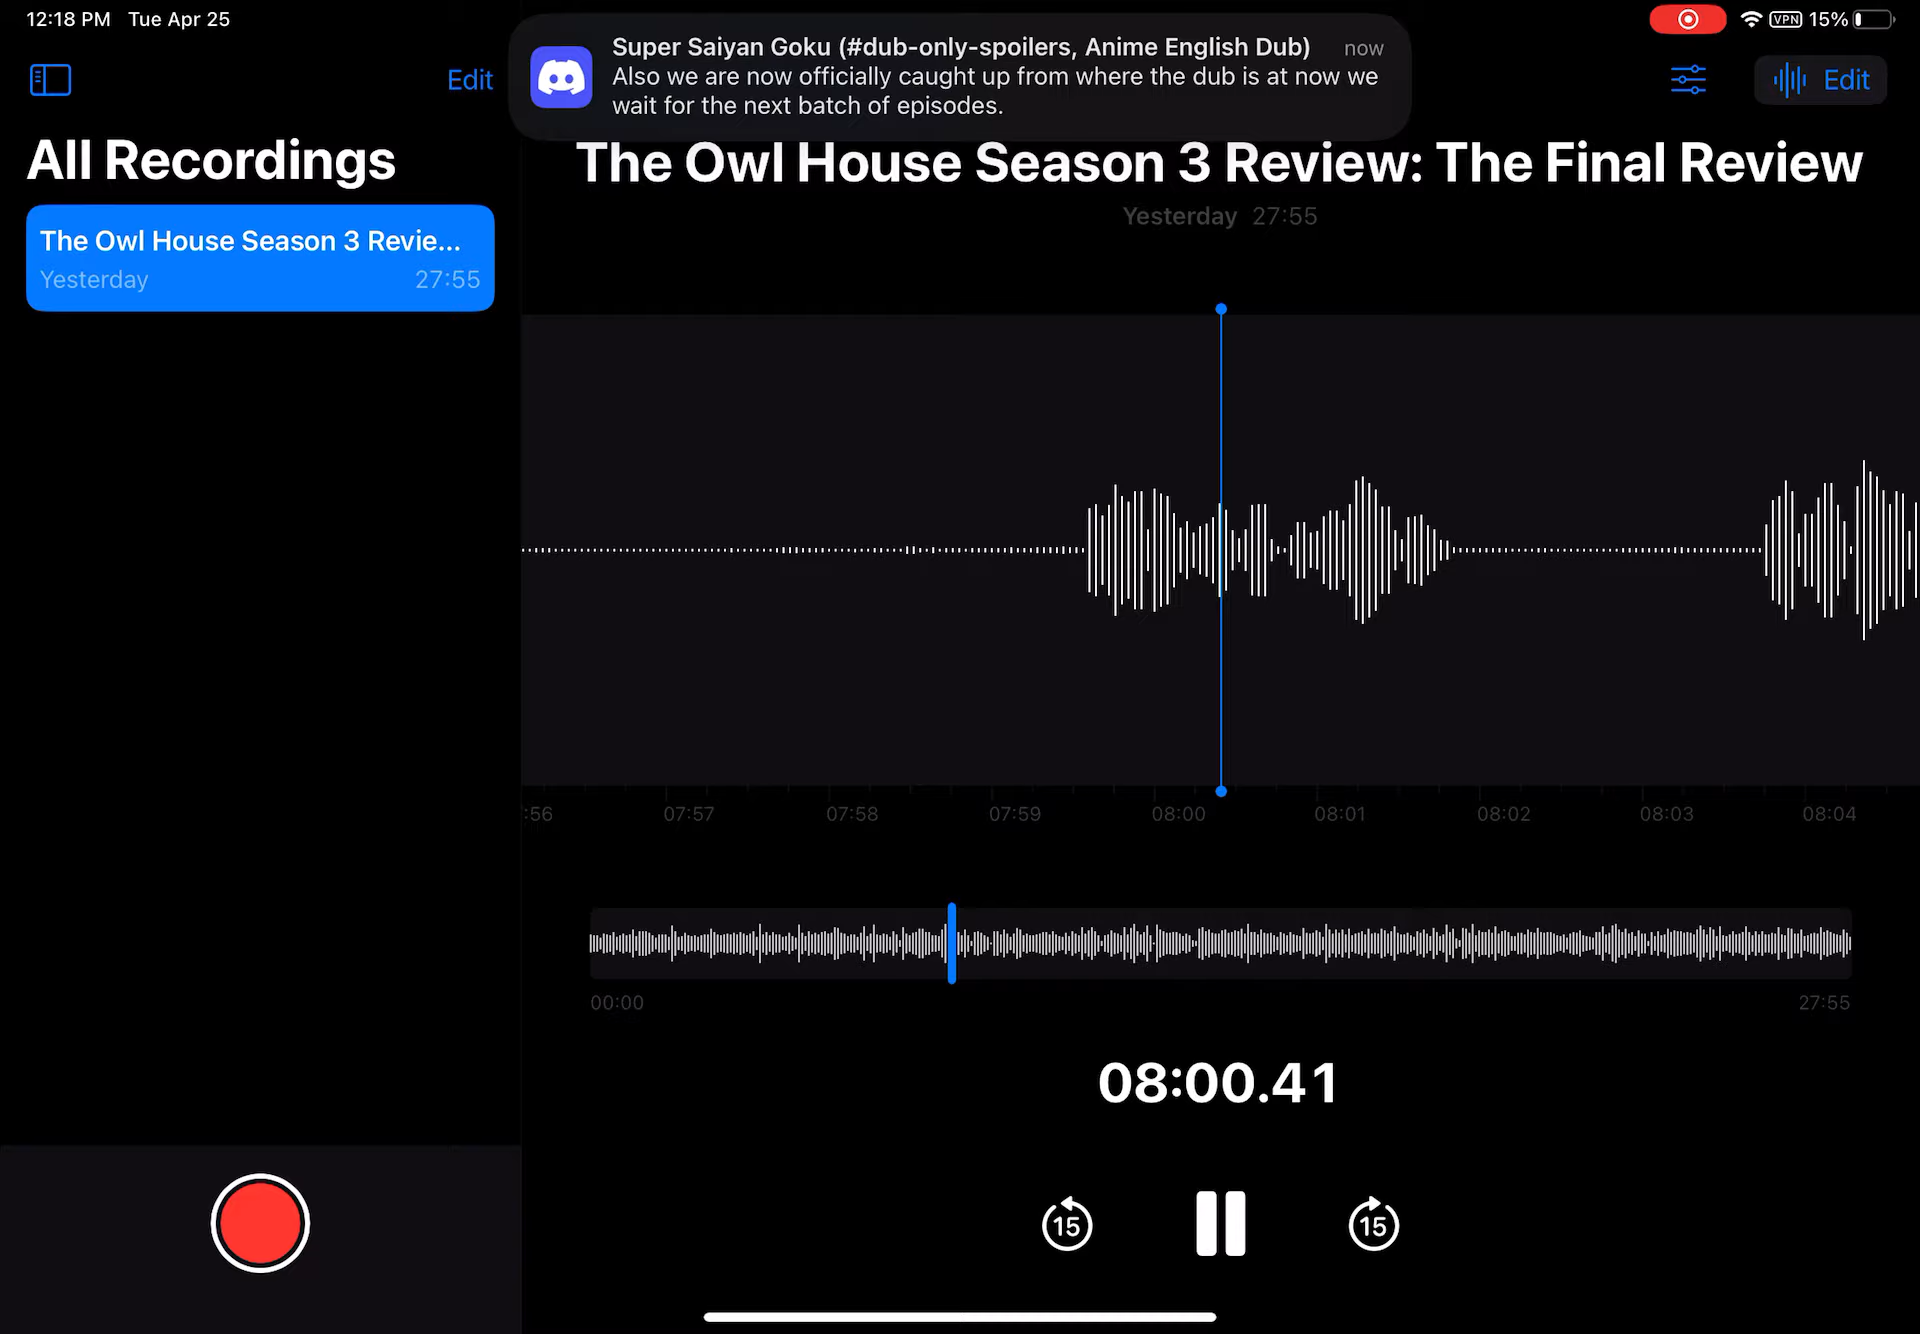 12:18 PM Tue Apr 25
VPN 15%
Edit
Super Saiyan Goku (#dub-only-spoilers, Anime English Dub) now
Also we are now officially caught up from where the dub is at now we
wait for the next batch of episodes.
Edit
All Recordings
The Owl House Season 3 Revie...
Yesterday 27:55
The Owl House Season 3 Review: The Final Review
Yesterday 27:55
:56 07:57 07:58 07:59 08:00 08:01 08:02 08:03 08:04
00:00 27:55
08:00.41
15 15